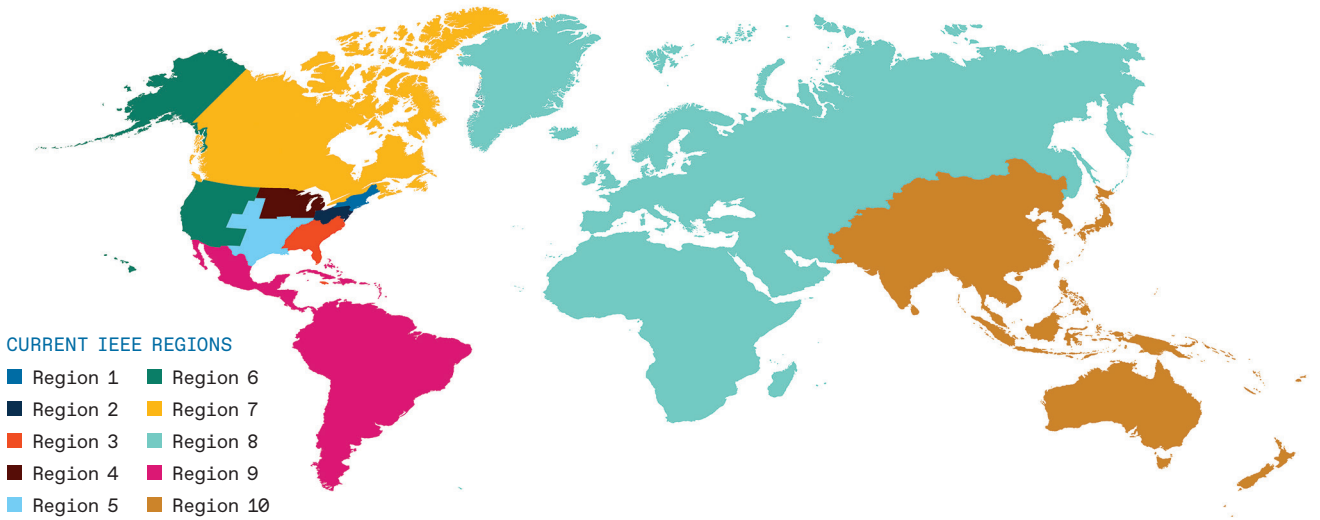 CURRENT IEEE REGIONS
Region 1
Region 2
Region 3
Region 4
Region 5
Region 6
Region 7
Region 8
Region 9
Region 10